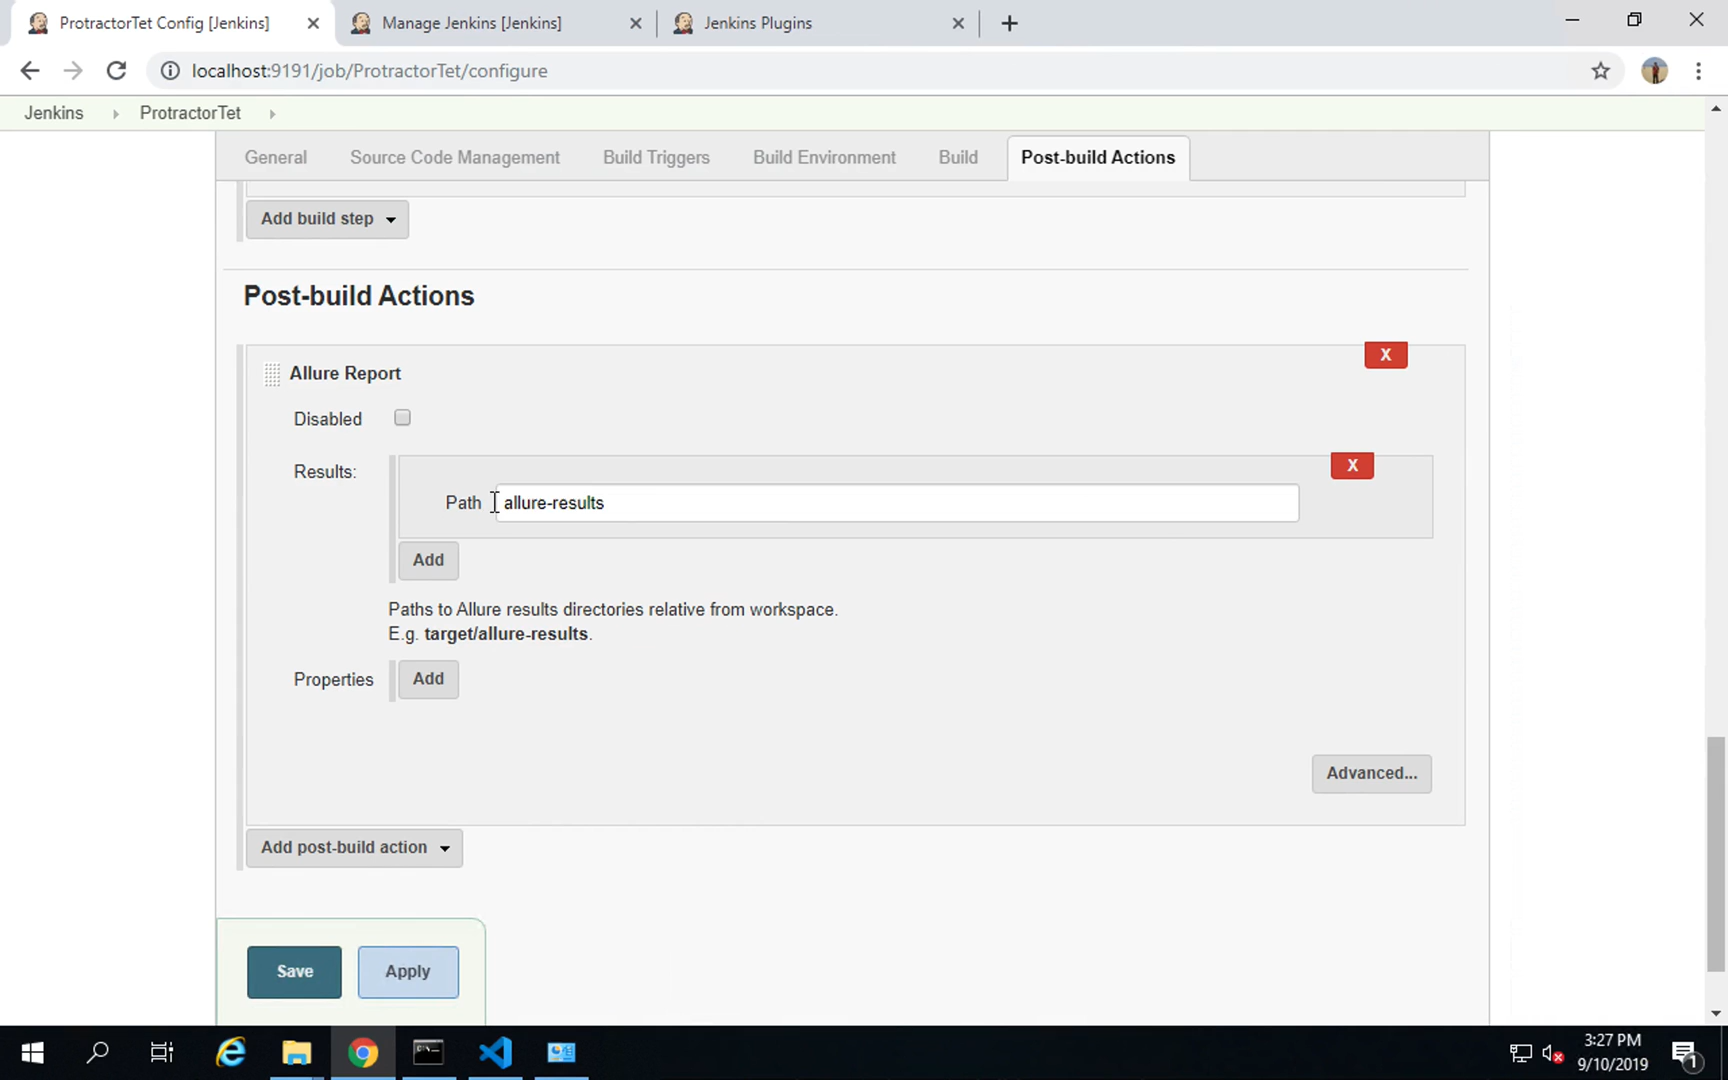 ProtractorTet Config [Jenkins]
Manage Jenkins [Jenkins]
Jenkins Plugins
localhost:9191/job/ProtractorTet/configure
Jenkins
ProtractorTet
General
Source Code Management
Build Triggers
Build Environment
Build
Post-build Actions
Add build step
Post-build Actions
X
Allure Report
Disabled
Results:
X
Path
allure-results
Add
Paths to Allure results directories relative from workspace.
E.g. target/allure-results.
Properties
Add
Advanced...
Add post-build action
Save
Apply
3:27 PM
9/10/2019
1